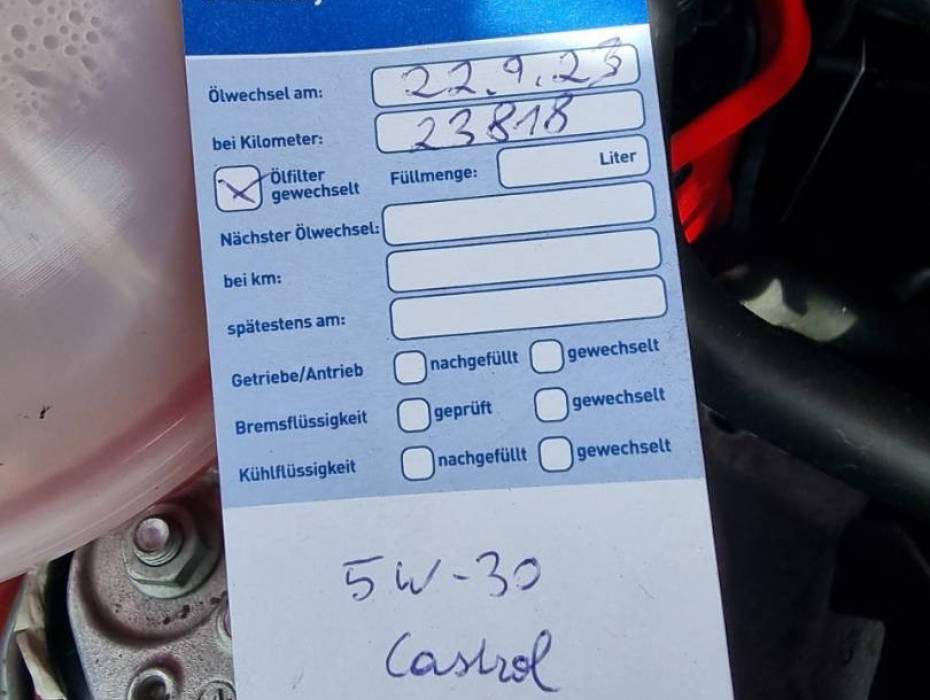 Ölwechsel am: 22.9.23
bei Kilometer: 23818
Ölfilter
gewechselt
Füllmenge: Liter
Nächster Ölwechsel:
bei km:
spätestens am:
Getriebe/Antrieb nachgefüllt gewechselt
Bremsflüssigkeit geprüft gewechselt
Kühlflüssigkeit nachgefüllt gewechselt
5W-30
Castrol